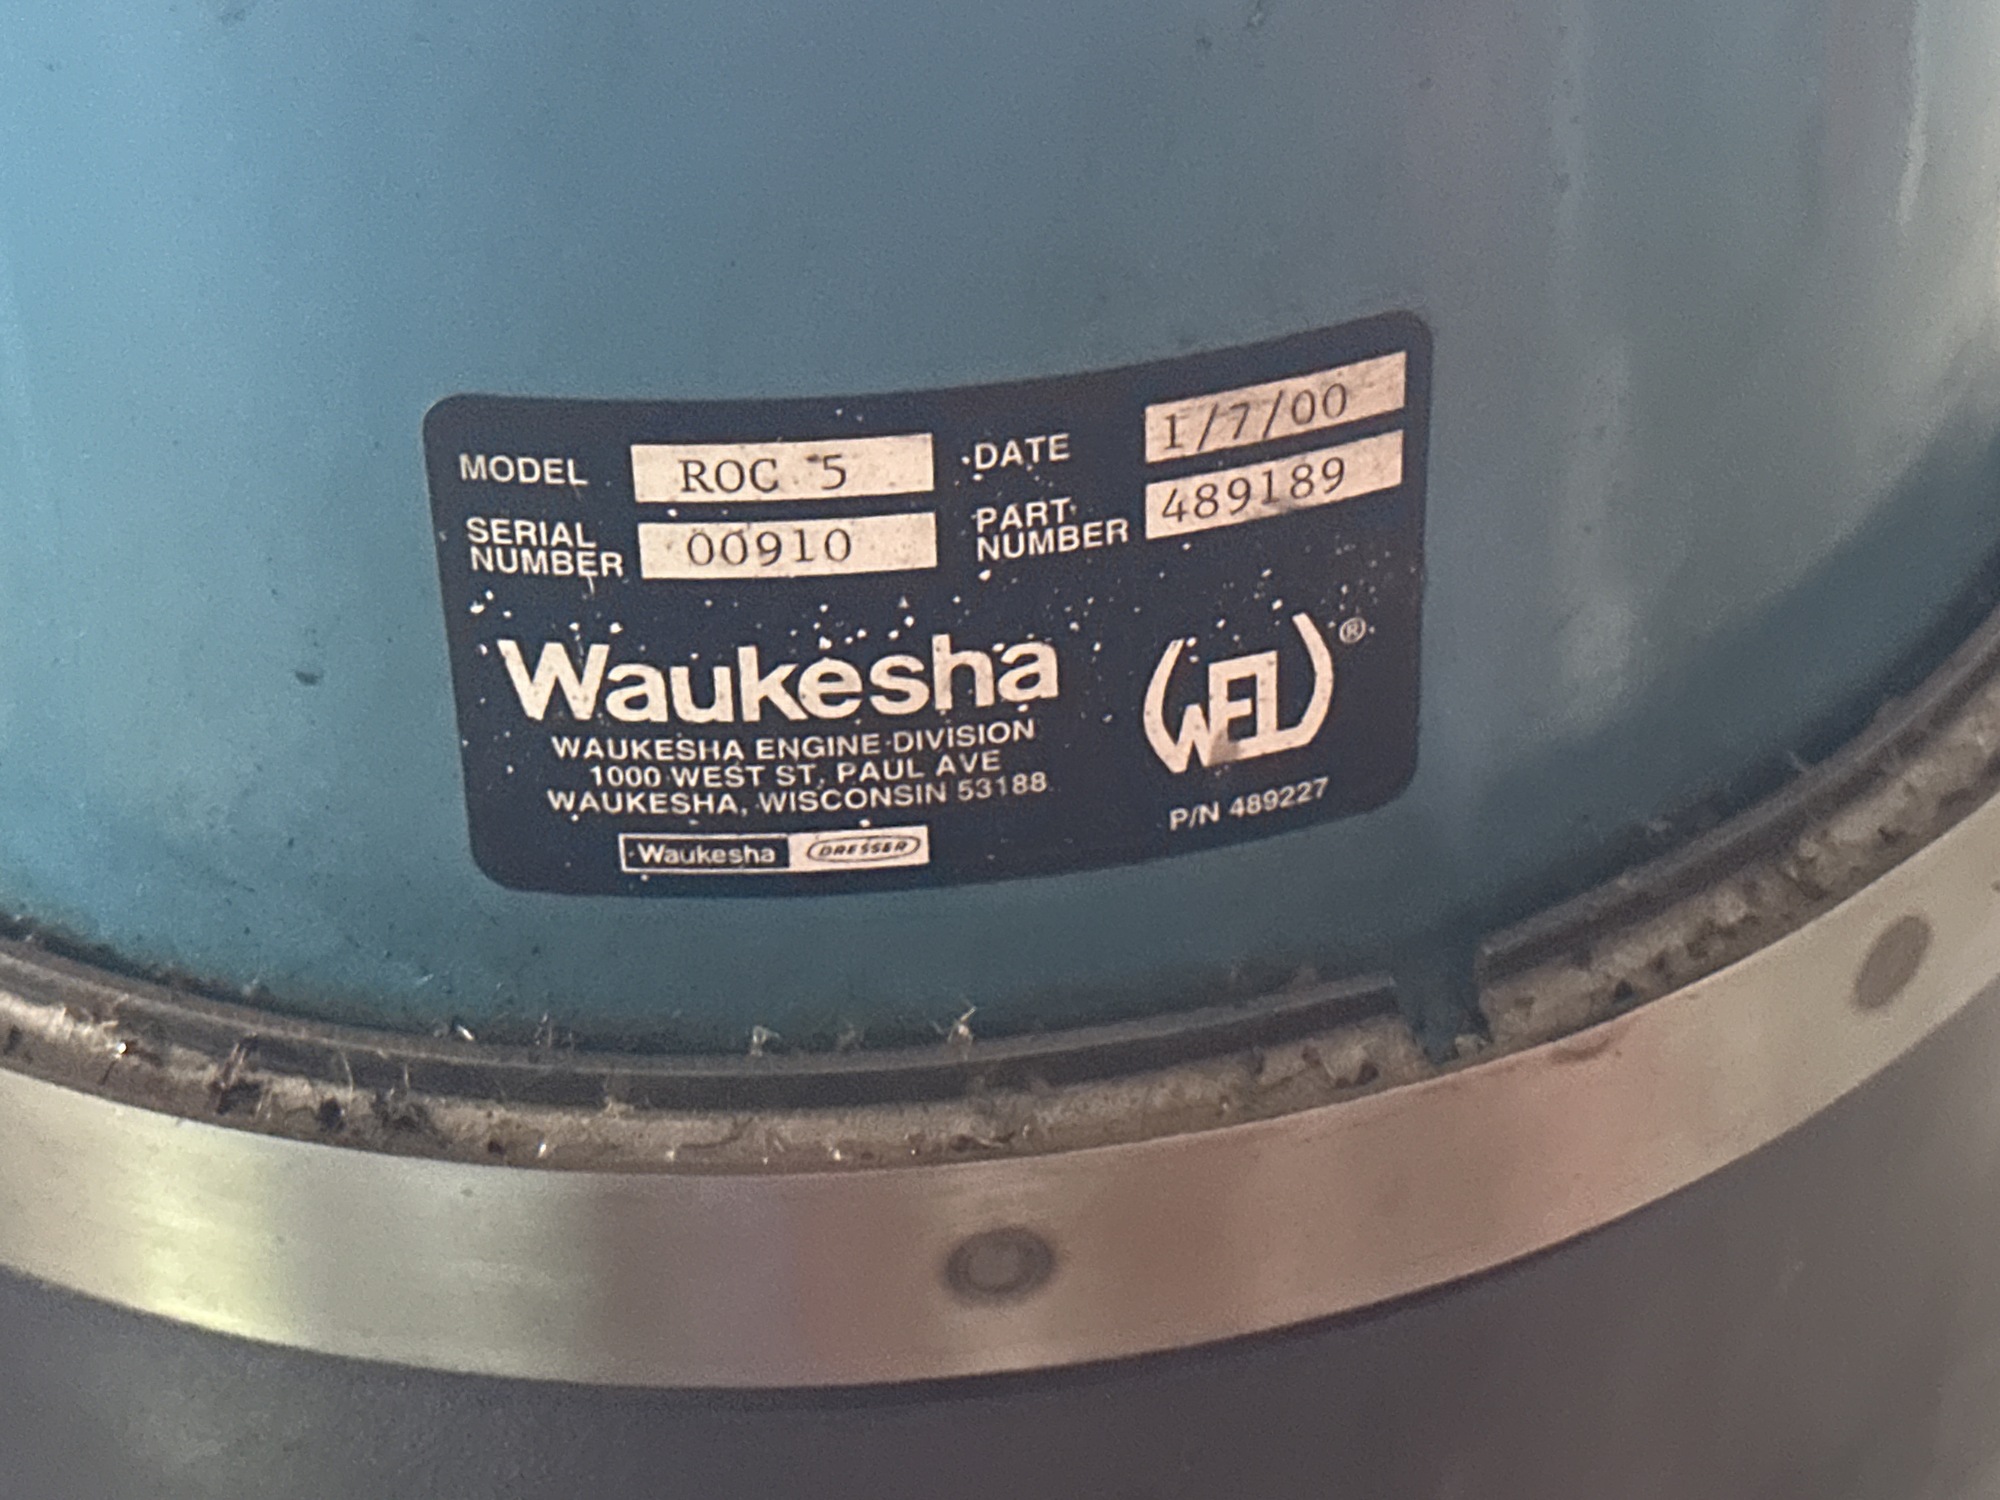 MODEL ROC 5 DATE 1/7/00
SERIAL NUMBER 00910 PART NUMBER 489189
Waukesha WED ®
WAUKESHA ENGINE DIVISION
1000 WEST ST. PAUL AVE
WAUKESHA, WISCONSIN 53188
P/N 489227
Waukesha DRESSER